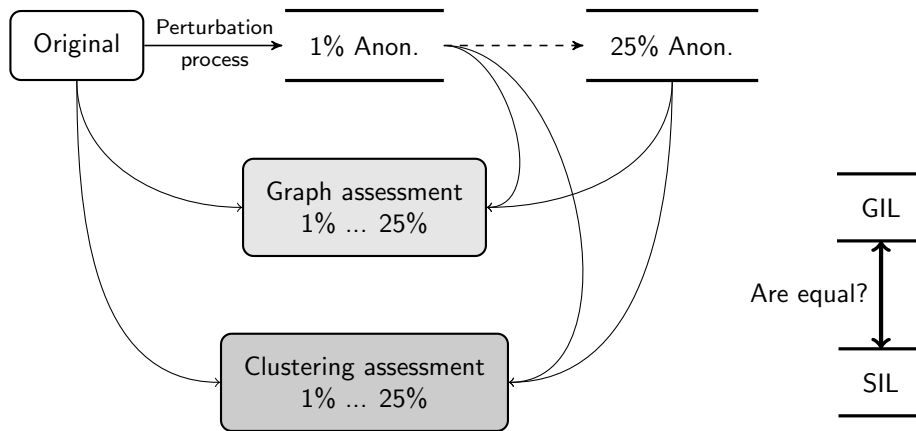 Original
Perturbation
process
1% Anon.
25% Anon.
Graph assessment
1% ... 25%
GIL
Are equal?
Clustering assessment
1% ... 25%
SIL